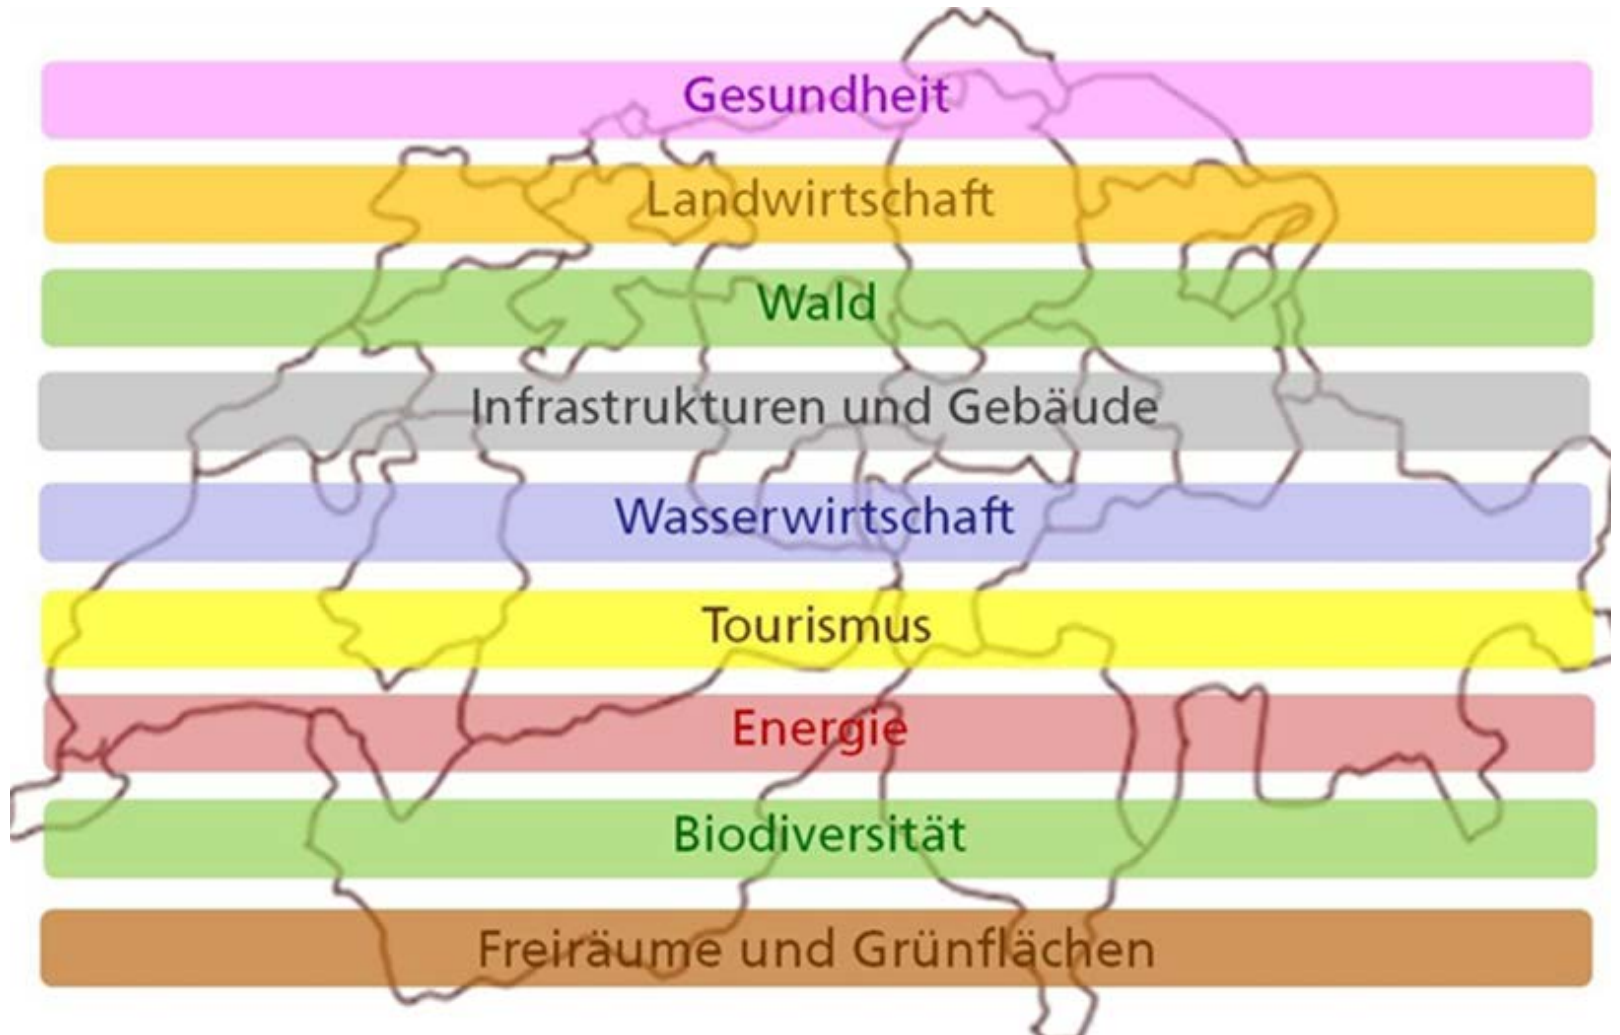 Gesundheit
Landwirtschaft
Wald
Infrastrukturen und Gebäude
Wasserwirtschaft
Tourismus
Energie
Biodiversität
Freiräume und Grünflächen